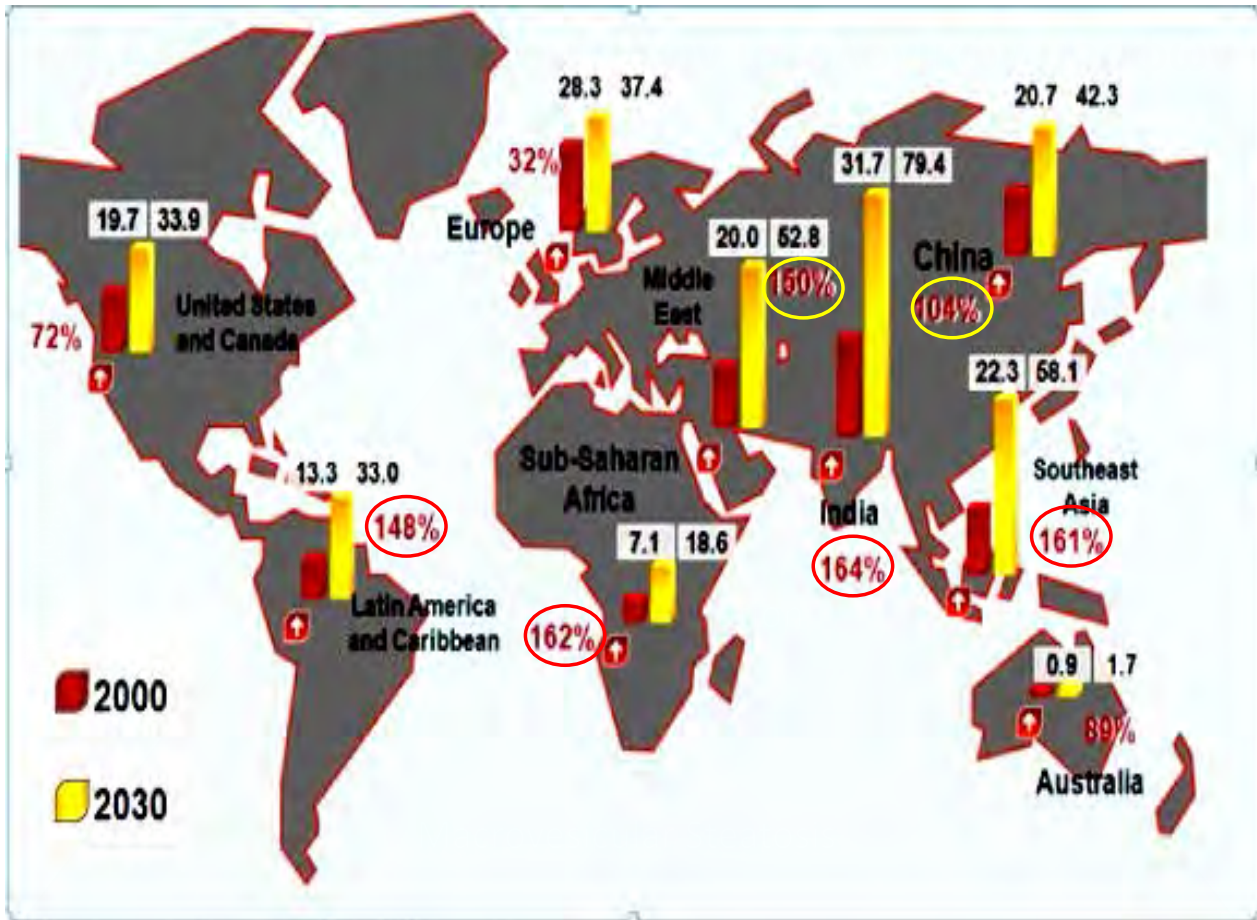 28.3 37.4
20.7 42.3
32%
31.7 79.4
19.7 33.9
Europe
20.0 52.8
China
Middle
East
104%
United States
and Canada
72%
22.3 58.1
Sub-Saharan
Africa
13.3 33.0
Southeast
Asia
148%
India
161%
7.1 18.6
164%
Latin America
and Caribbean
162%
0.9 1.7
2000
89%
Australia
2030